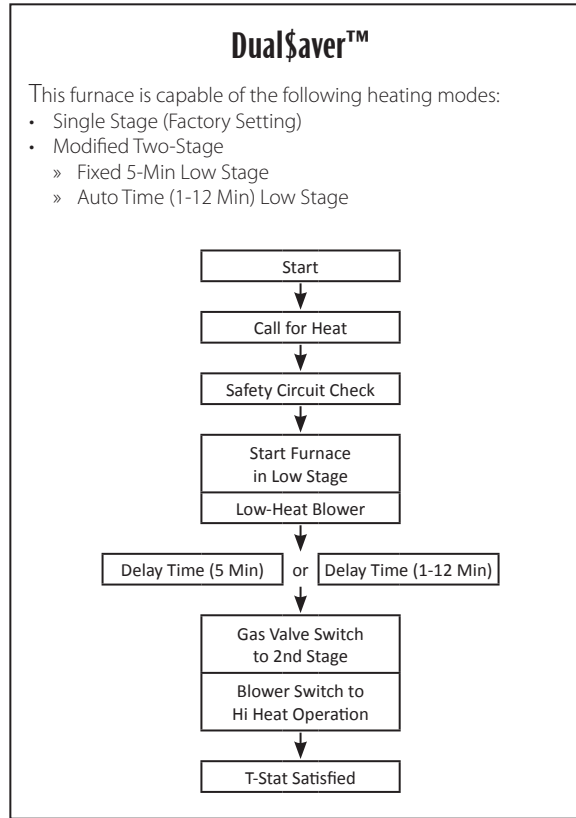 Dual$aver™
This furnace is capable of the following heating modes:
• Single Stage (Factory Setting)
• Modified Two-Stage
» Fixed 5-Min Low Stage
» Auto Time (1-12 Min) Low Stage
Start
Call for Heat
Safety Circuit Check
Start Furnace
in Low Stage
Low-Heat Blower
Delay Time (5 Min) or Delay Time (1-12 Min)
Gas Valve Switch
to 2nd Stage
Blower Switch to
Hi Heat Operation
T-Stat Satisfied